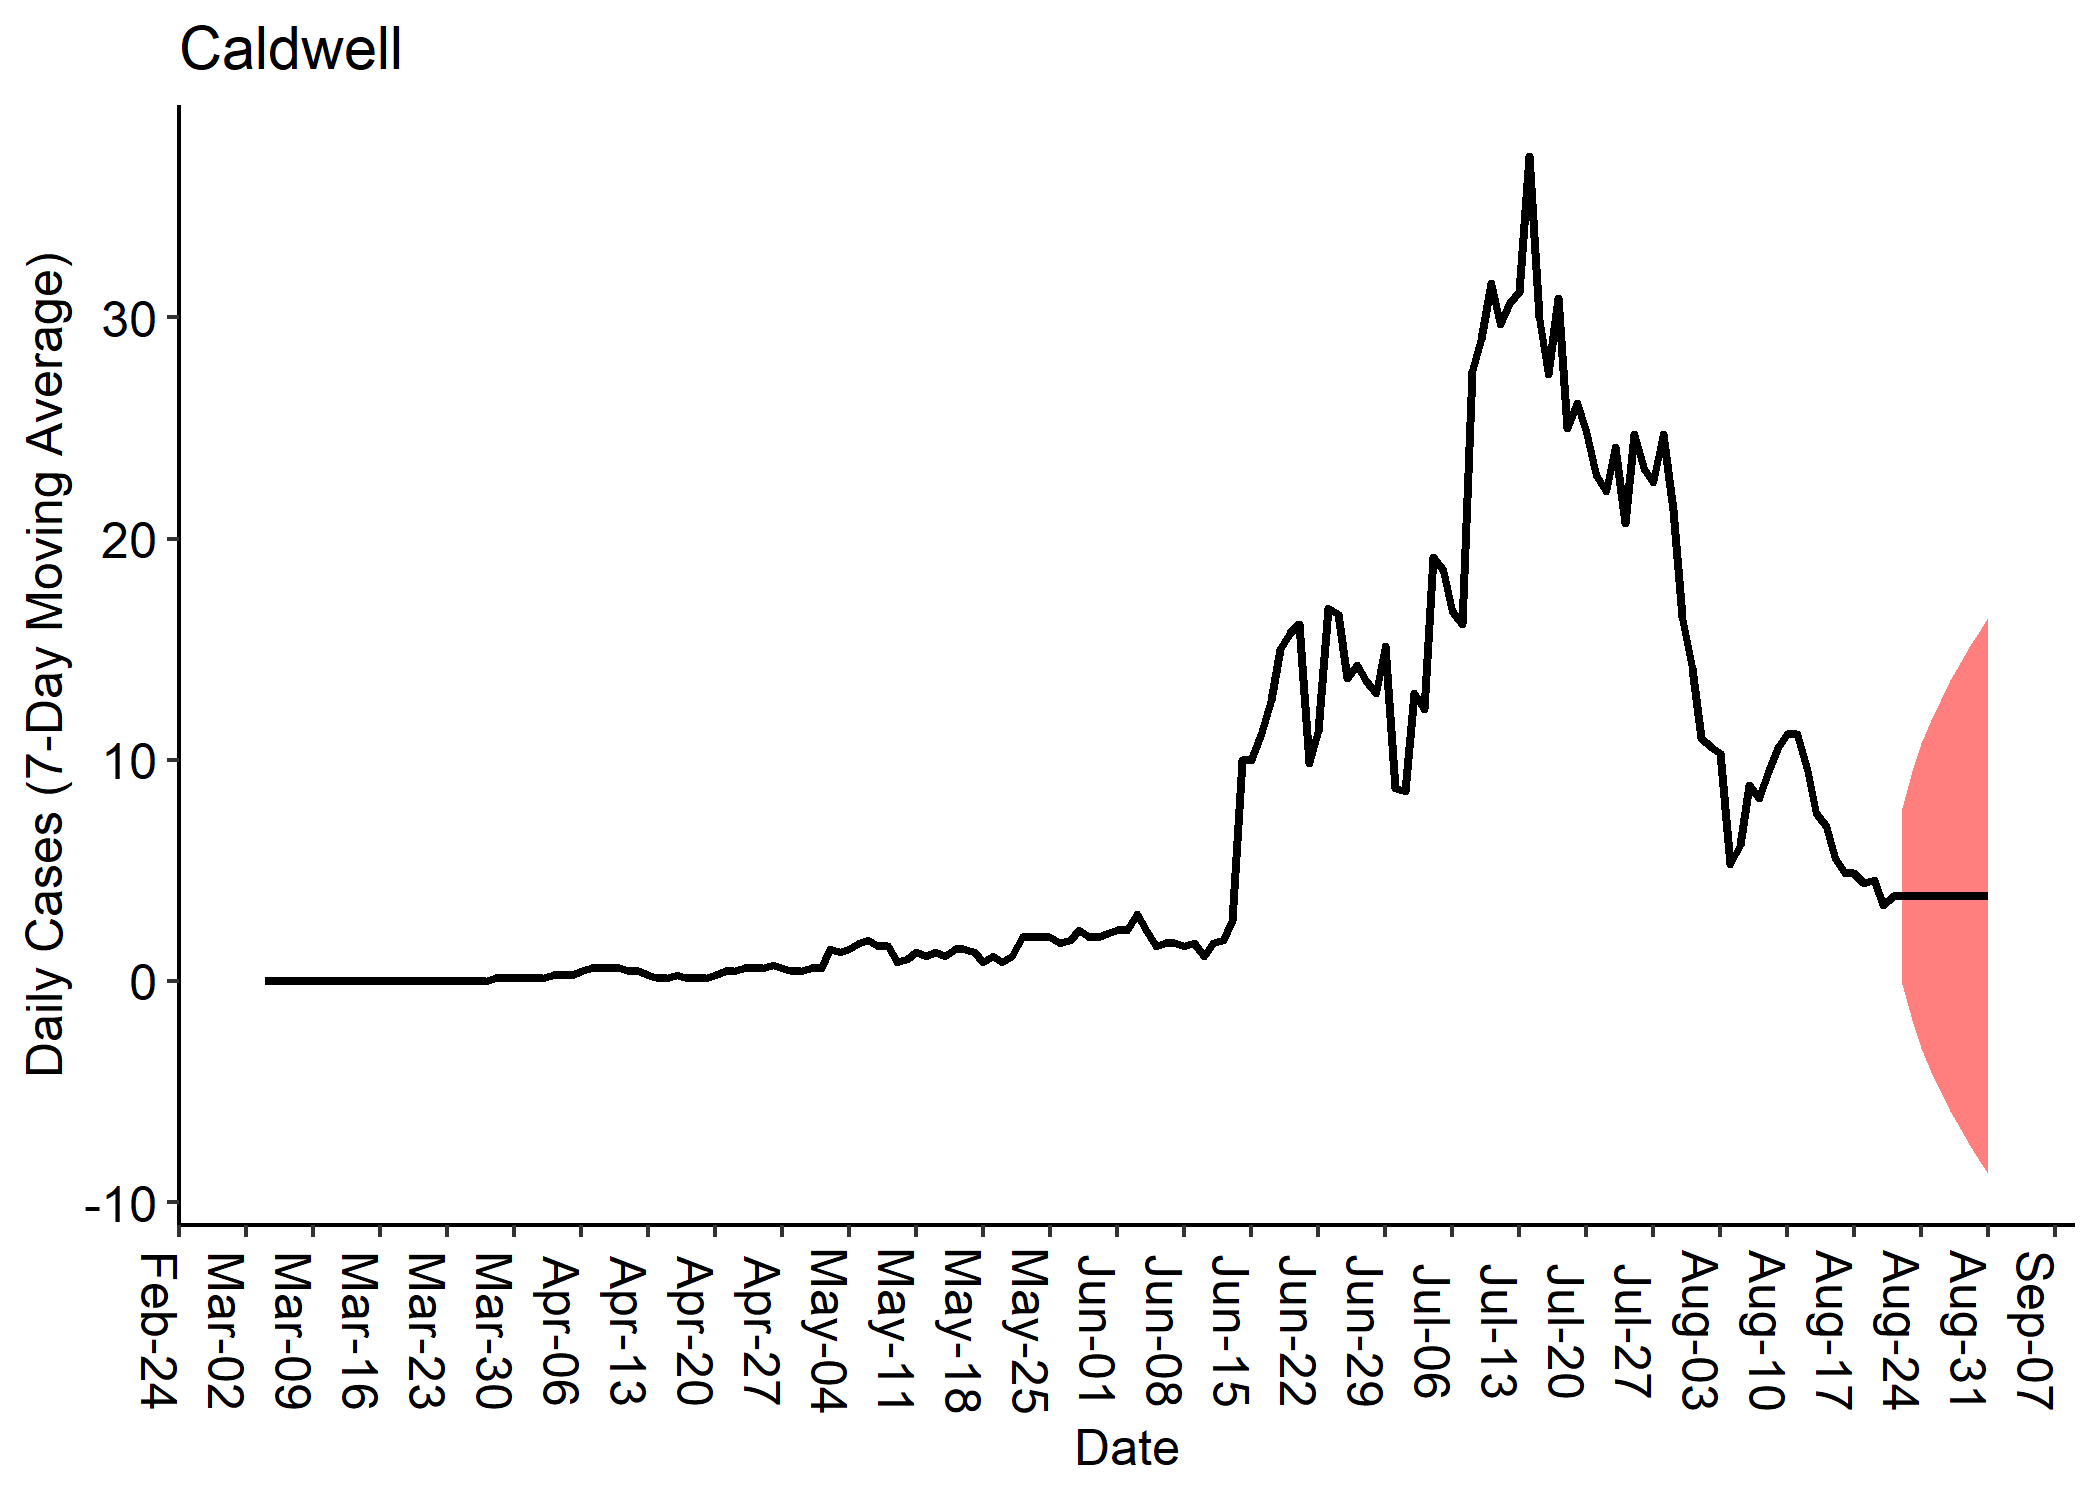 Caldwell
Daily Cases (7-Day Moving Average)
30
20
10
0
-10
Feb-24
Mar-02
Mar-09
Mar-16
Mar-23
Mar-30
Apr-06
Apr-13
Apr-20
Apr-27
May-04
May-11
May-18
May-25
Jun-01
Jun-08
Jun-15
Jun-22
Jun-29
Jul-06
Jul-13
Jul-20
Jul-27
Aug-03
Aug-10
Aug-17
Aug-24
Aug-31
Sep-07
Date